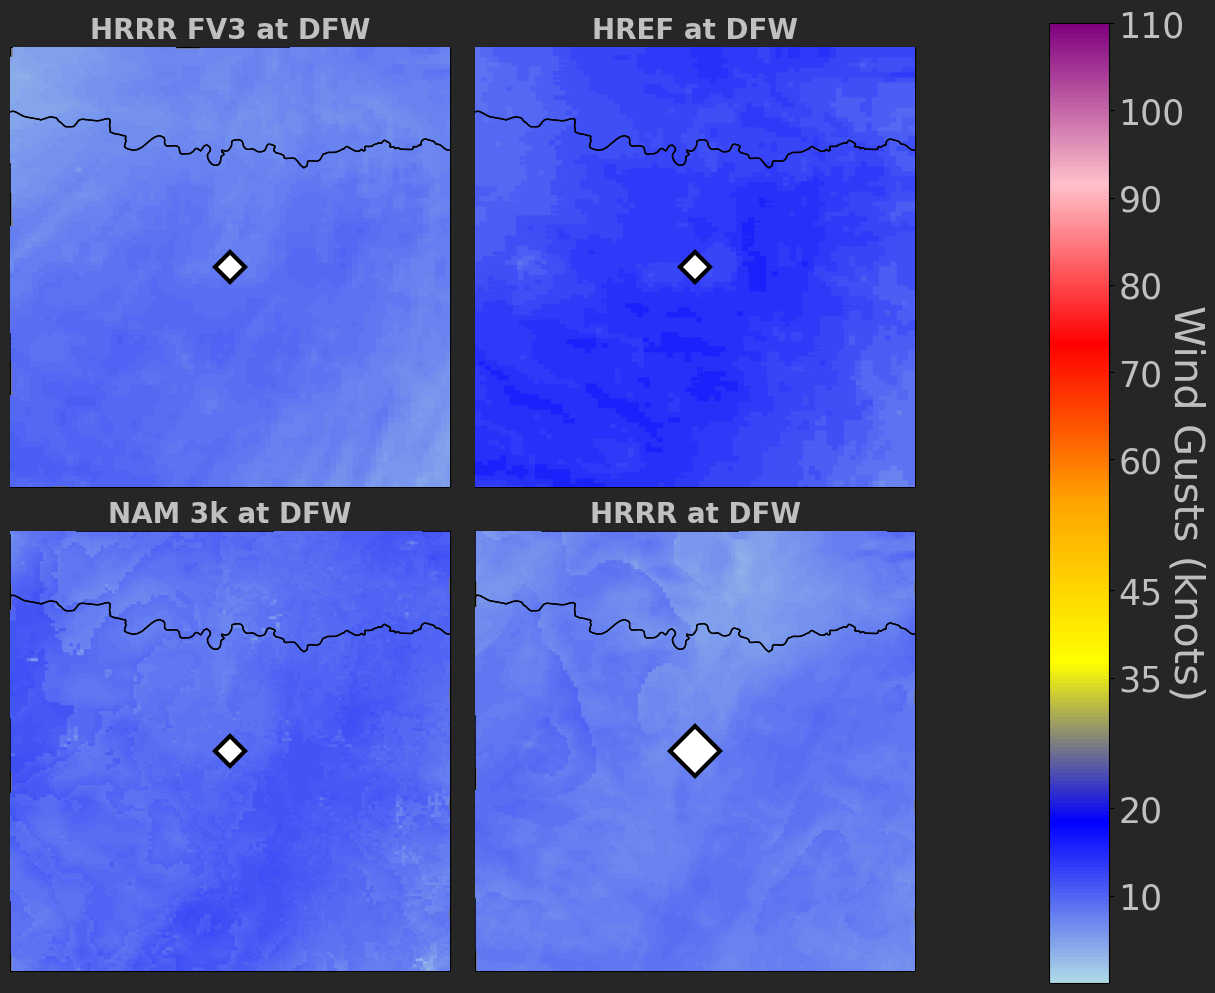 HRRR FV3 at DFW
HREF at DFW
NAM 3k at DFW
HRRR at DFW
110
100
90
80
70
60
45
35
20
10
Wind Gusts (knots)